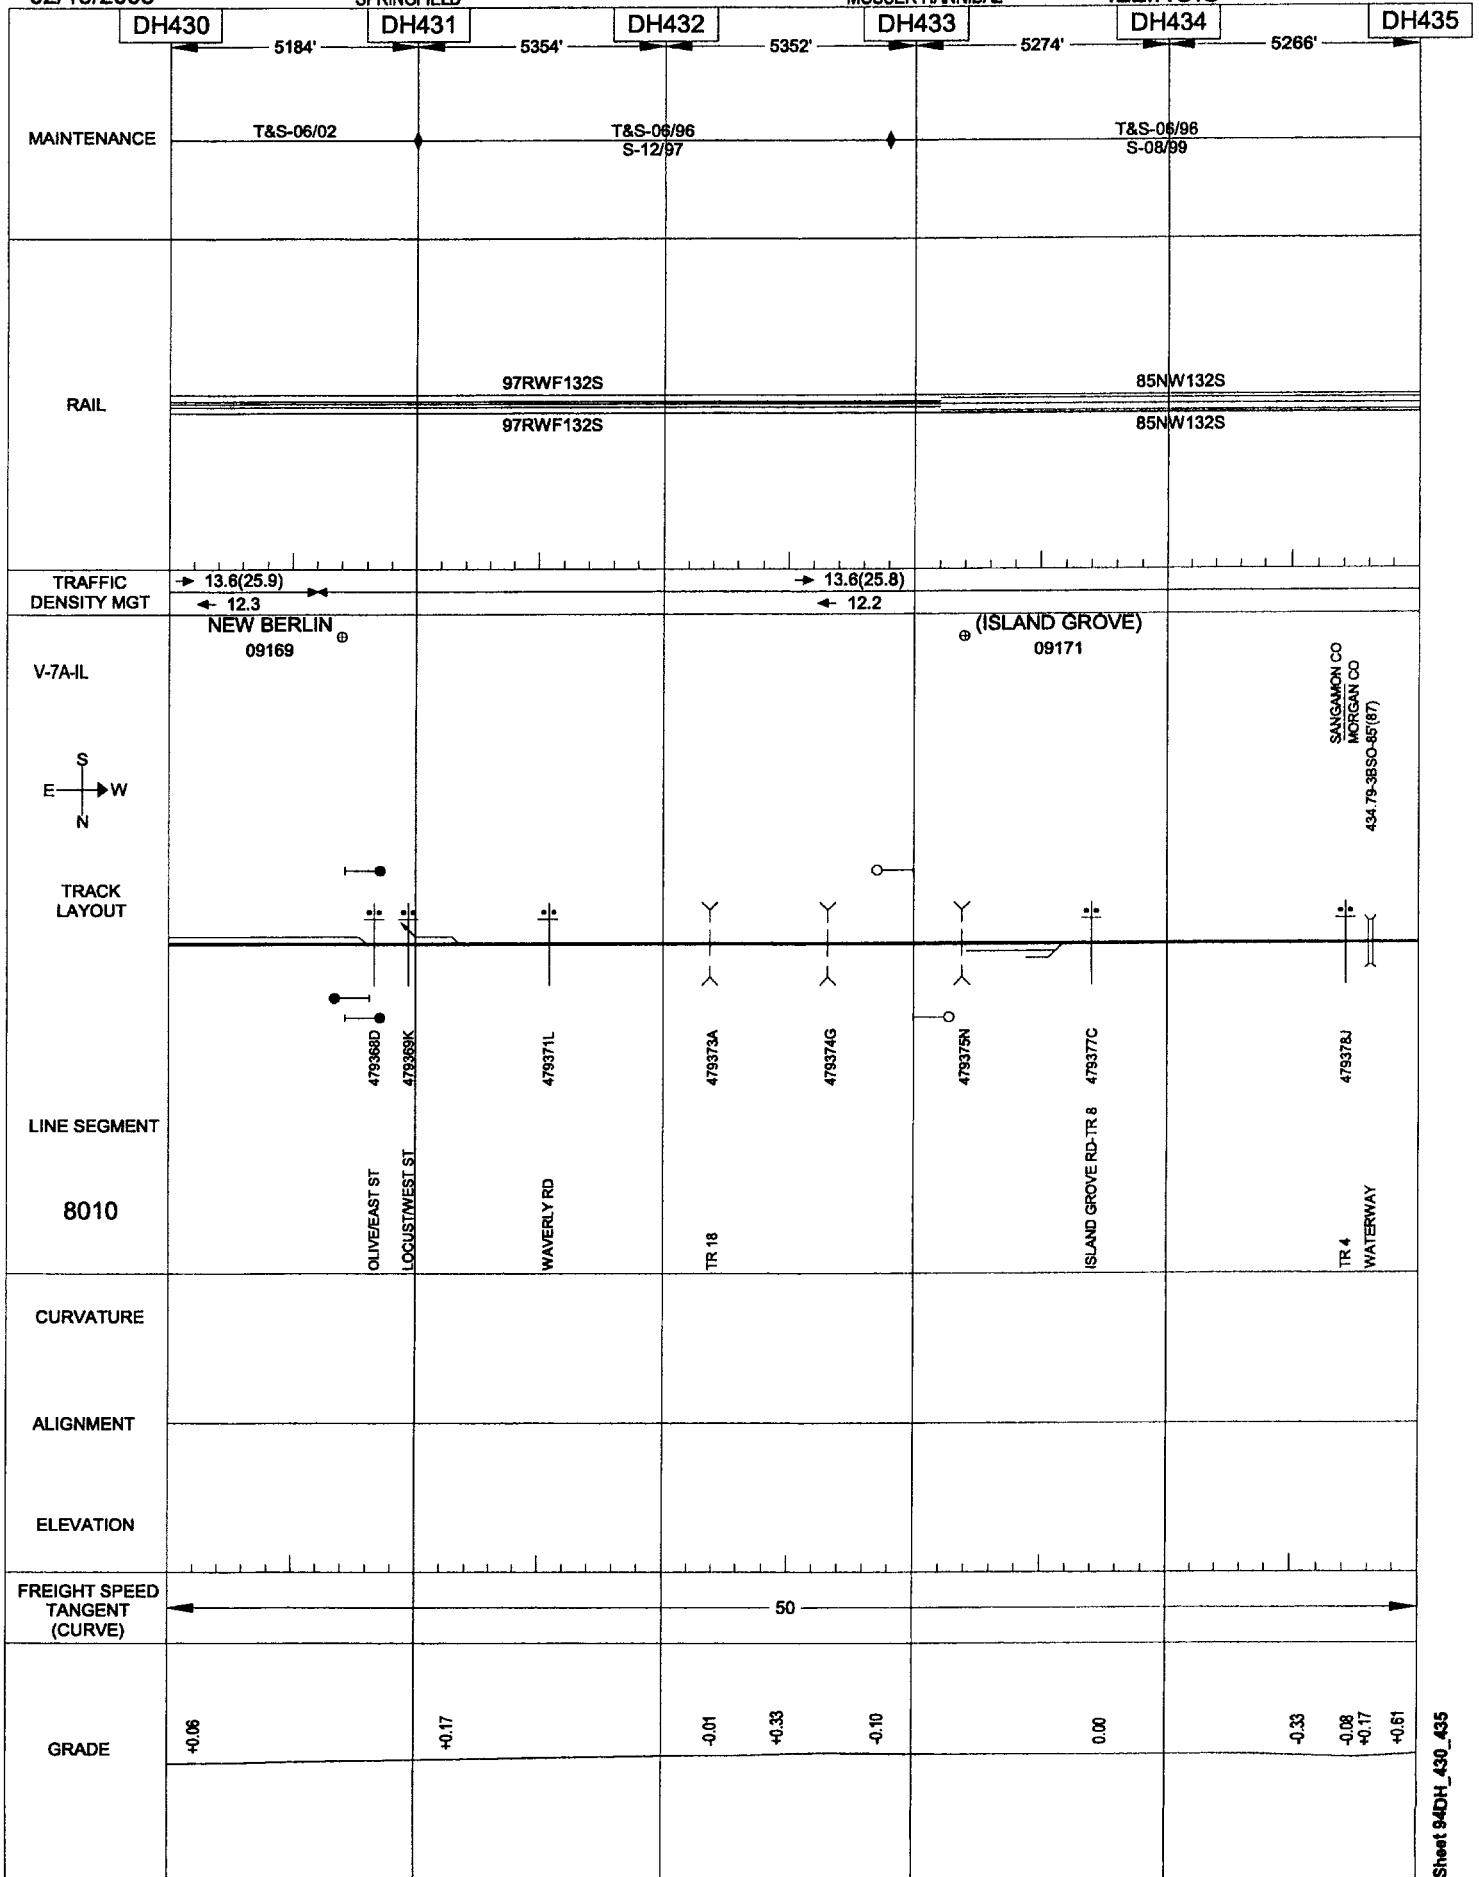 DH430
DH431
DH432
DH433
DH434
DH435
5184'
5354'
5352'
5274'
5266'
MAINTENANCE
T&S-06/02
T&S-06/96
S-12/97
T&S-06/96
S-08/99
RAIL
97RWF132S
97RWF132S
85NW132S
85NW132S
TRAFFIC
DENSITY MGT
13.6(25.9)
12.3
13.6(25.8)
12.2
NEW BERLIN
09169
(ISLAND GROVE)
09171
V-7A-IL
SANGAMON CO
MORGAN CO
434.79-3BSO-85'(87)
S
E W
N
TRACK
LAYOUT
479368D
479369K
479371L
479373A
479374G
479375N
479377C
479378J
LINE SEGMENT
8010
OLIVE/EAST ST
LOCUST/WEST ST
WAVERLY RD
TR 18
ISLAND GROVE RD-TR 8
TR 4
WATERWAY
CURVATURE
ALIGNMENT
ELEVATION
FREIGHT SPEED
TANGENT
(CURVE)
50
GRADE
+0.06
+0.17
-0.01
+0.33
-0.10
0.00
-0.33
-0.08
+0.17
+0.61
Sheet 94DH_430_435